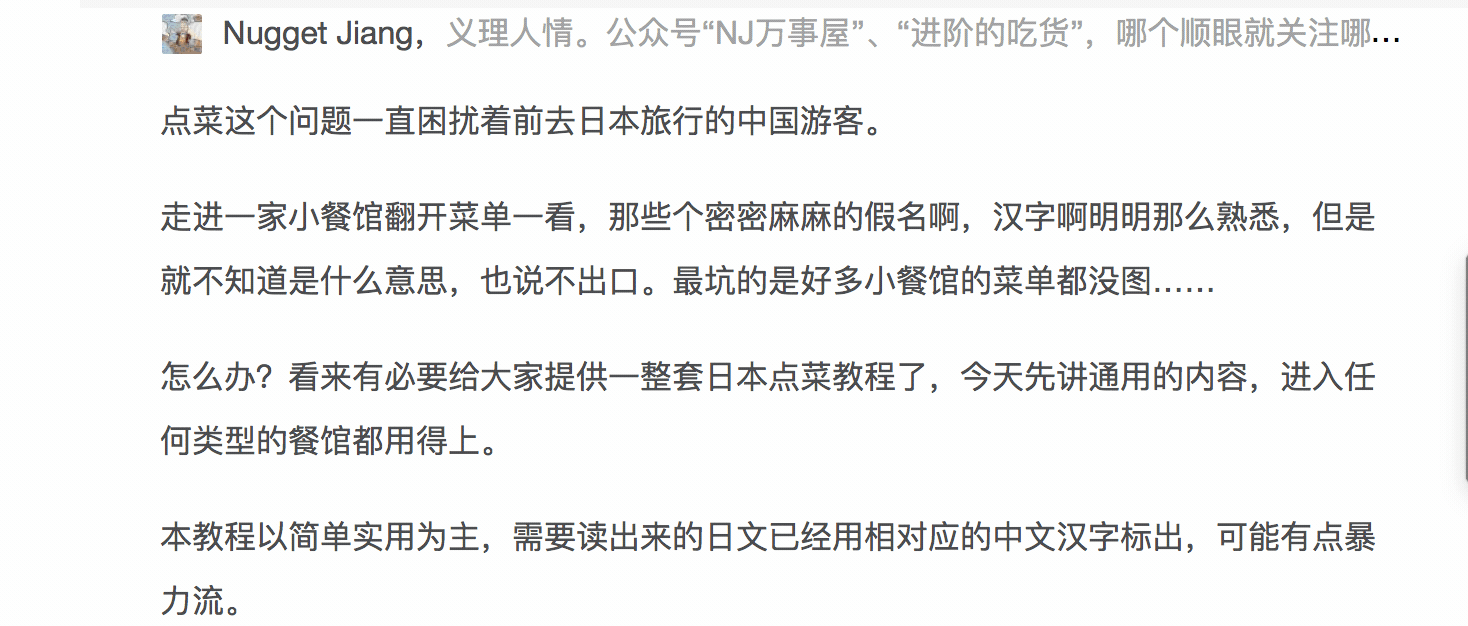 Nugget Jiang，义理人情。公众号“NJ万事屋”、“进阶的吃货”，哪个顺眼就关注哪...
点菜这个问题一直困扰着前去日本旅行的中国游客。
走进一家小餐馆翻开菜单一看，那些个密密麻麻的假名啊，汉字啊明明那么熟悉，但是
就不知道是什么意思，也说不出口。最坑的是好多小餐馆的菜单都没图……
怎么办？看来有必要给大家提供一整套日本点菜教程了，今天先讲通用的内容，进入任
何类型的餐馆都用得上。
本教程以简单实用为主，需要读出来的日文已经用相对应的中文汉字标出，可能有点暴
力流。